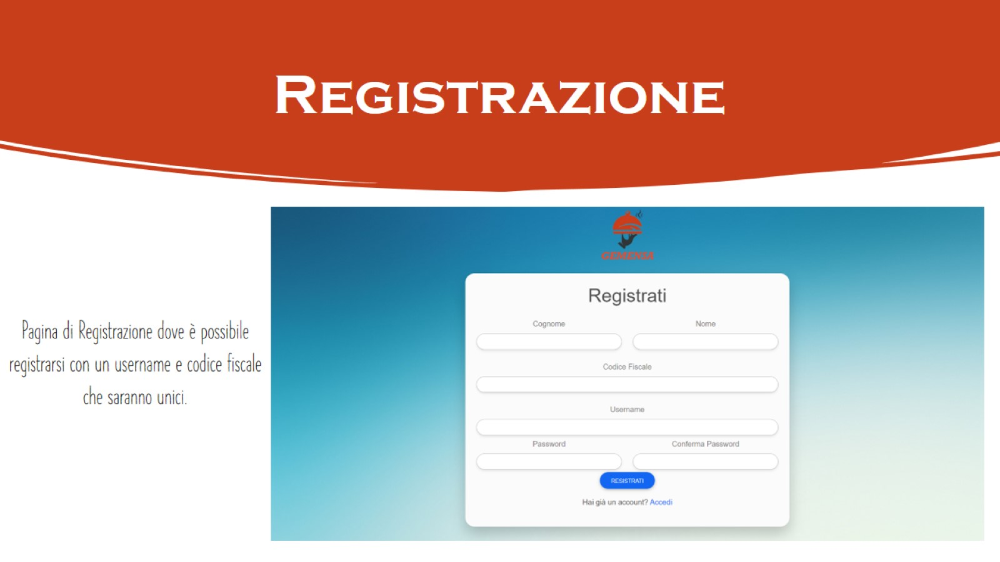 REGISTRAZIONE
Pagina di Registrazione dove è possibile
registrarsi con un username e codice fiscale
che saranno unici.
GEMENSA
Registrati
Cognome Nome
Codice Fiscale
Username
Password Conferma Password
RESISTRATI
Hai già un account? Accedi